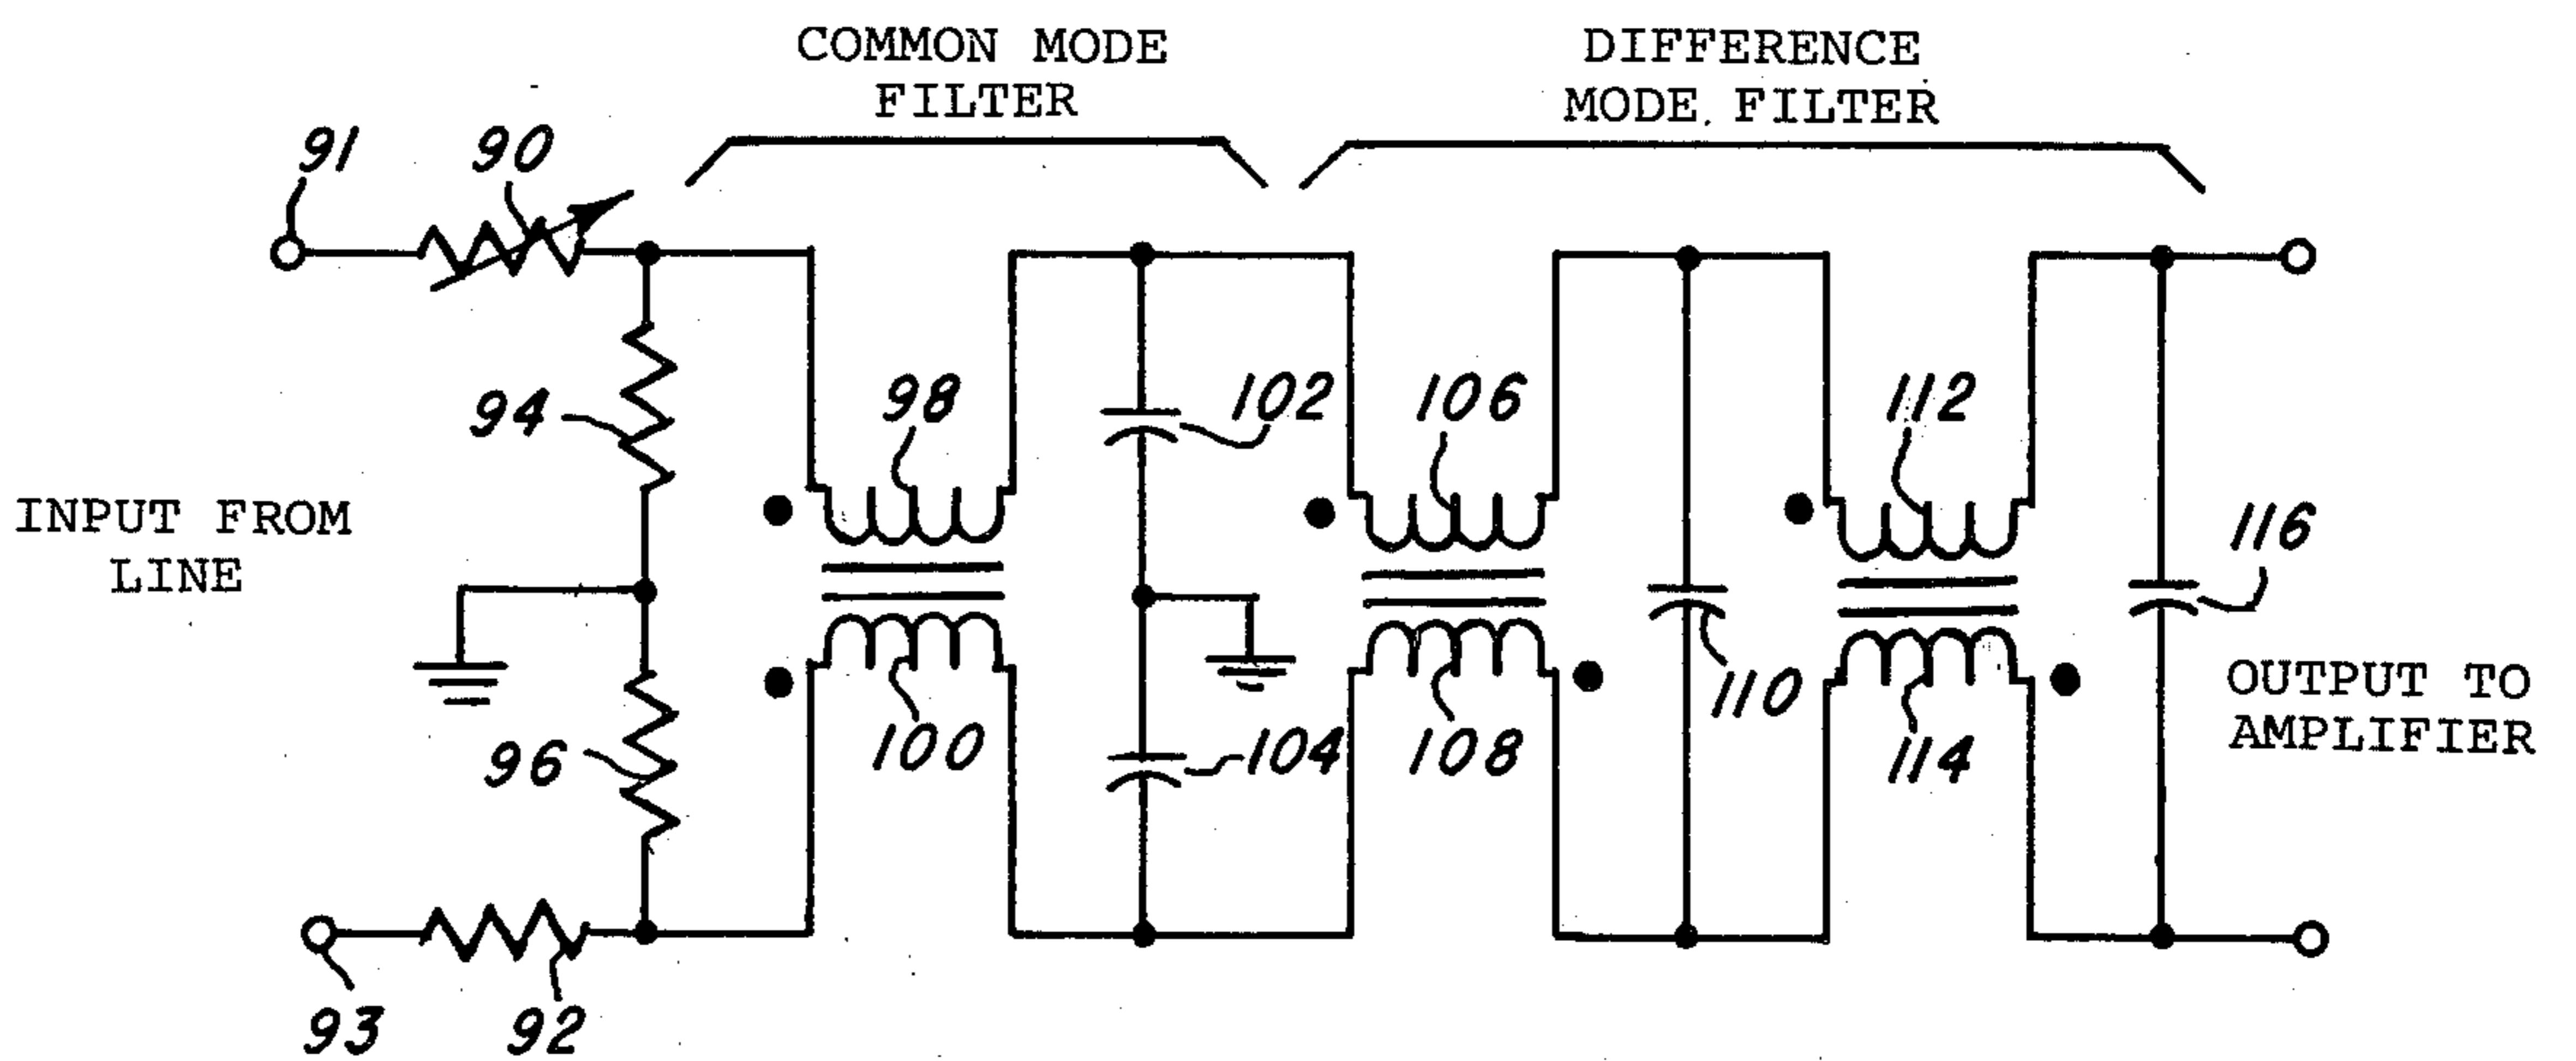 COMMON MODE
FILTER
DIFFERENCE
MODE FILTER
91
90
94
98
102
106
112
116
INPUT FROM
LINE
96
100
104
108
110
114
OUTPUT TO
AMPLIFIER
93
92